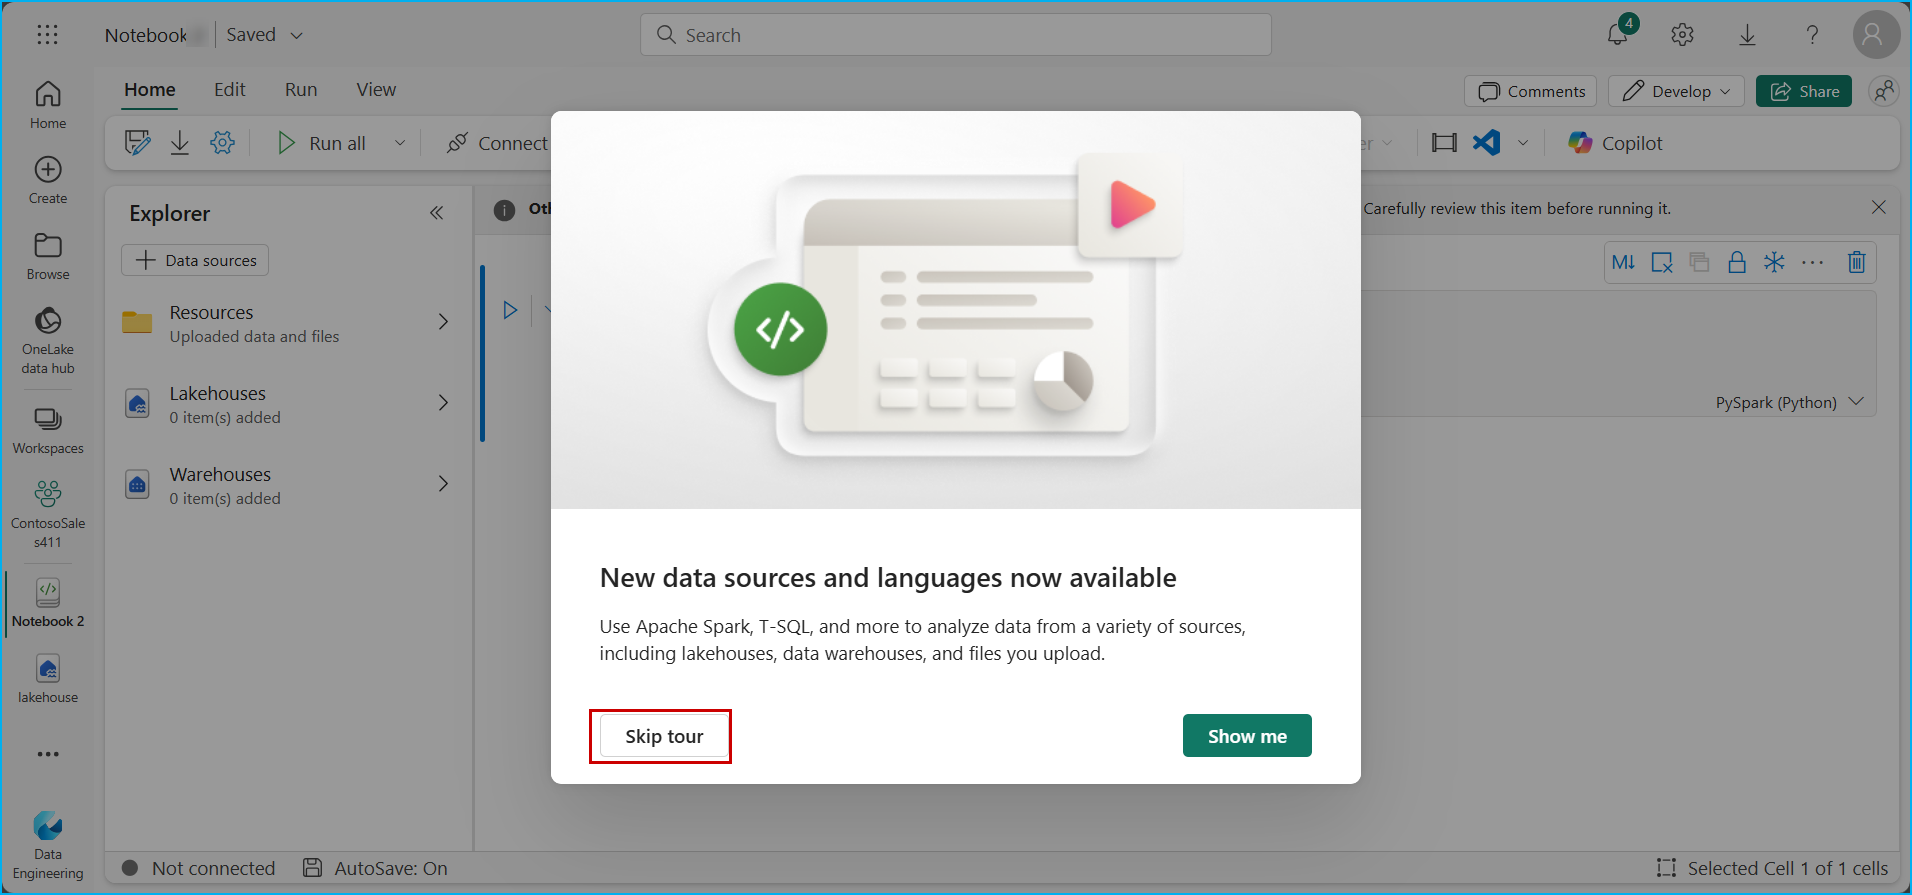 Notebook
Saved
Search
4
Home
Edit
Run
View
Comments
Develop
Share
Run all
Connect
Copilot
Home
Create
Browse
OneLake
data hub
Workspaces
ContosoSale
s411
Notebook 2
lakehouse
Data
Engineering
Explorer
Data sources
Resources
Uploaded data and files
Lakehouses
0 item(s) added
Warehouses
0 item(s) added
Carefully review this item before running it.
M↓
PySpark (Python)
</>
New data sources and languages now available
Use Apache Spark, T-SQL, and more to analyze data from a variety of sources,
including lakehouses, data warehouses, and files you upload.
Skip tour
Show me
Not connected
AutoSave: On
Selected Cell 1 of 1 cells